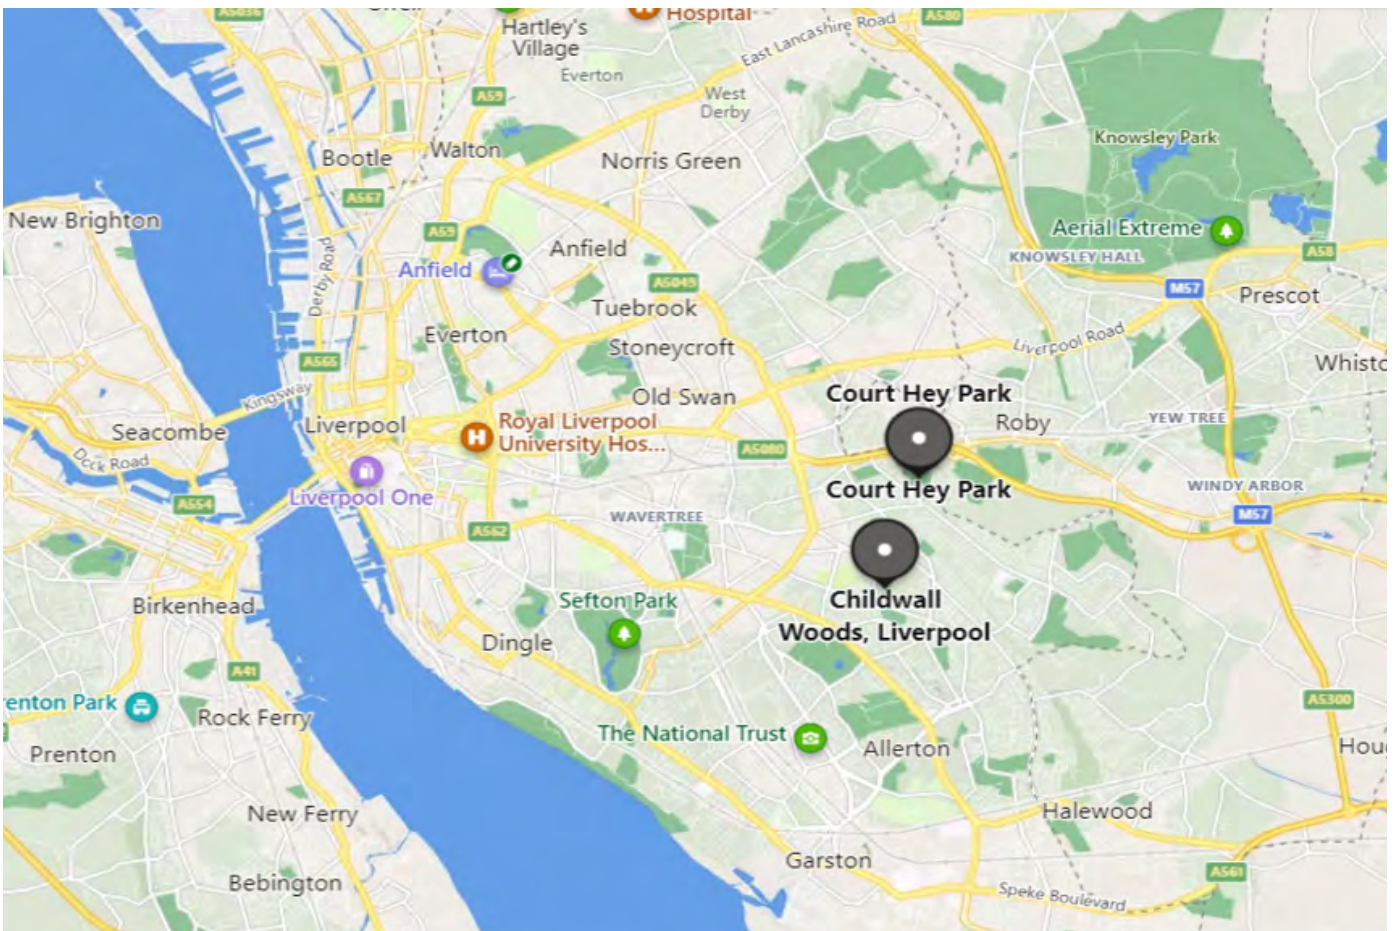 A5036
Hospital
Hartley's
Village
A580
East Lancashire Road
Everton
A59
West
Derby
Knowsley Park
Bootle
Walton
Norris Green
A567
New Brighton
A59
Aerial Extreme
Anfield
Anfield
KNOWSLEY HALL
A58
Derby Road
A5049
M57
Prescot
Tuebrook
Everton
Stoneycroft
Liverpool Road
A565
Kingsway
Old Swan
Court Hey Park
Seacombe
Liverpool
Royal Liverpool
University Hos...
Roby
YEW TREE
Dock Road
A5080
Liverpool One
Court Hey Park
WINDY ARBOR
A554
A562
WAVERTREE
M57
Birkenhead
Sefton Park
Childwall
Woods, Liverpool
Dingle
A41
enton Park
Rock Ferry
A5300
The National Trust
Allerton
Prenton
New Ferry
Halewood
Garston
A561
Bebington
Speke Boulevard